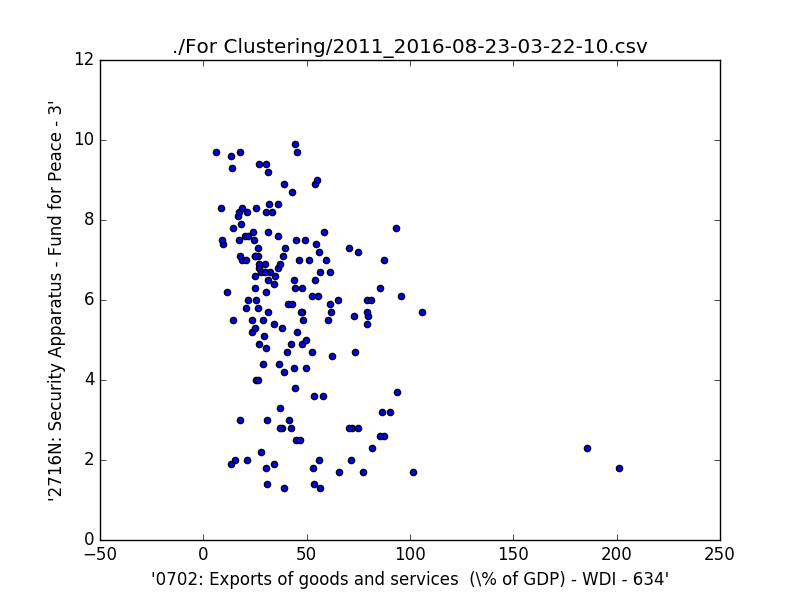 ./For Clustering/2011_2016-08-23-03-22-10.csv
'2716N: Security Apparatus - Fund for Peace - 3'
12
10
8
6
4
2
0
−50 0 50 100 150 200 250
'0702: Exports of goods and services  (\% of GDP) - WDI - 634'